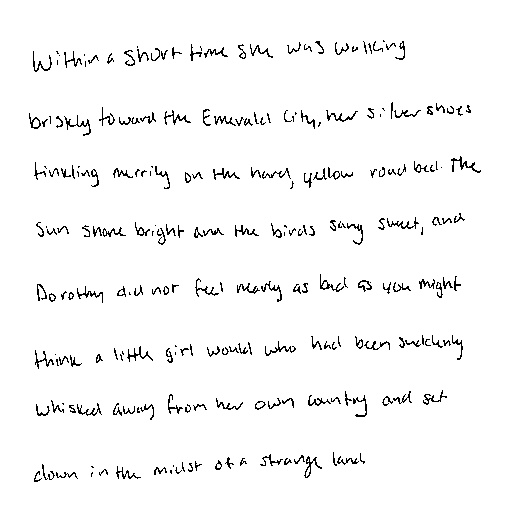 Within a short time she was walking
briskly toward the Emerald City, her silver shoes
tinkling merrily on the hard, yellow road bed. The
sun shone bright and the birds sang sweet, and
Dorothy did not feel nearly as bad as you might
think a little girl would who had been suddenly
whisked away from her own country and set
down in the midst of a strange land